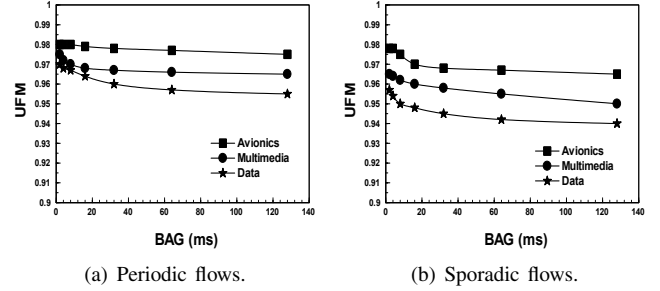 1
0.99
0.98
0.97
0.96
0.95
0.94
0.93
0.92
0.91
0.9
UFM
Avionics
Multimedia
Data
0 20 40 60 80 100 120 140
BAG (ms)
(a) Periodic flows.
1
0.99
0.98
0.97
0.96
0.95
0.94
0.93
0.92
0.91
0.9
UFM
Avionics
Multimedia
Data
0 20 40 60 80 100 120 140
BAG (ms)
(b) Sporadic flows.